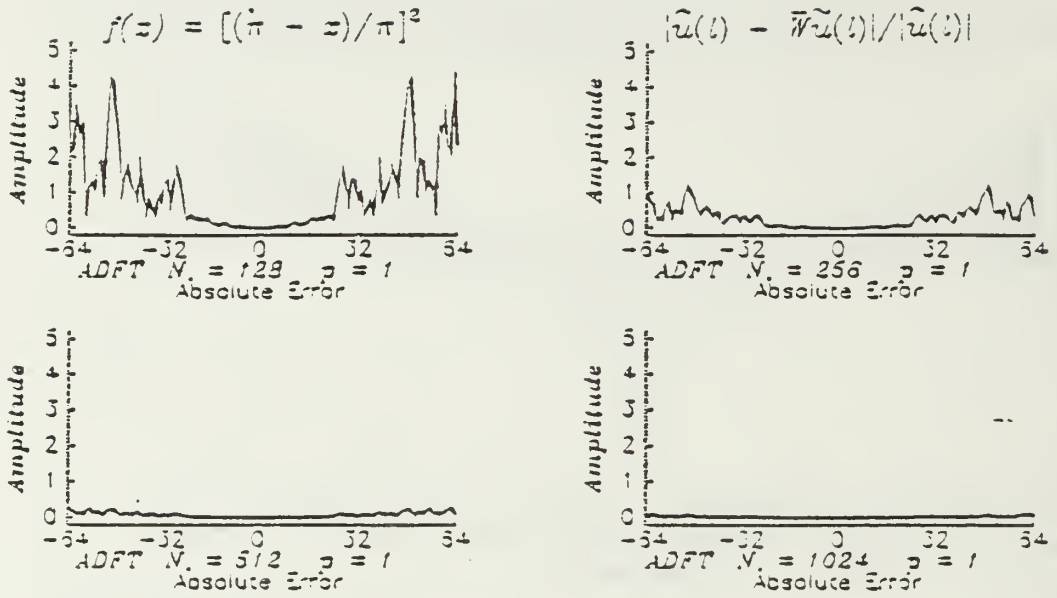 f(x) = [(π − x)/π]²
|û(l) − W̄ũ(l)|/|û(l)|
5
4
3
2
1
0
Amplitude
-64 -32 0 32 64
ADFT N. = 128 p = 1
Absolute Error
5
4
3
2
1
0
Amplitude
-64 -32 0 32 64
ADFT N. = 256 p = 1
Absolute Error
5
4
3
2
1
0
Amplitude
-64 -32 0 32 64
ADFT N. = 512 p = 1
Absolute Error
5
4
3
2
1
0
Amplitude
-64 -32 0 32 64
ADFT N. = 1024 p = 1
Absolute Error